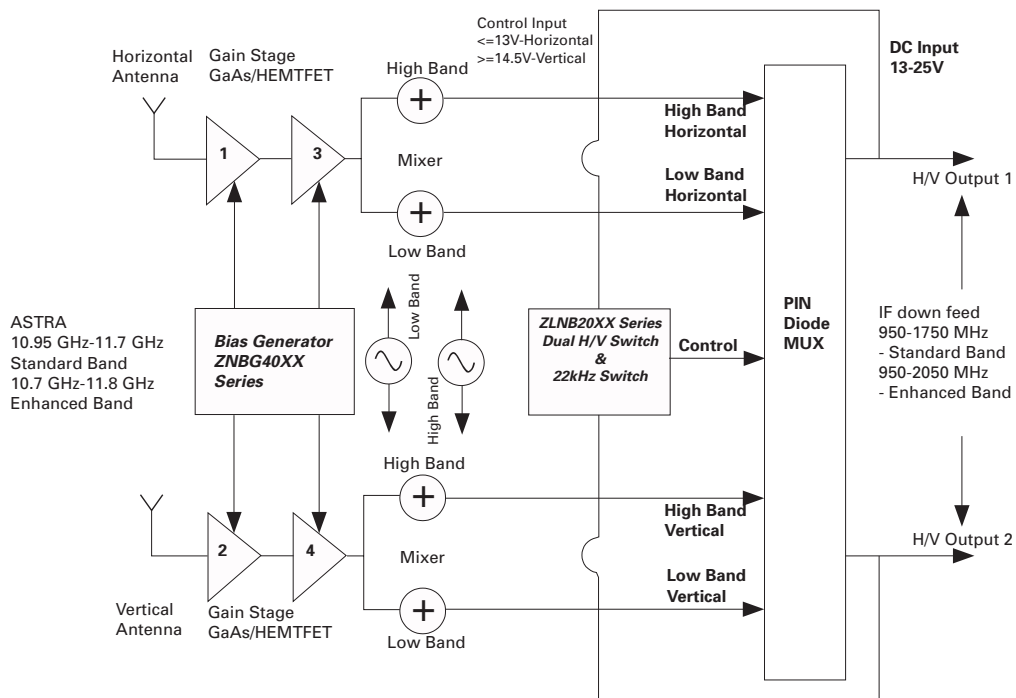 Control Input
<=13V-Horizontal
>=14.5V-Vertical
DC Input
13-25V
Horizontal
Antenna
Gain Stage
GaAs/HEMTFET
High Band
+
1
3
Mixer
High Band
Horizontal
Low Band
Horizontal
+
Low Band
H/V Output 1
ASTRA
10.95 GHz-11.7 GHz
Standard Band
10.7 GHz-11.8 GHz
Enhanced Band
Bias Generator
ZNBG40XX
Series
Low Band
High Band
ZLNB20XX Series
Dual H/V Switch
&
22kHz Switch
Control
PIN
Diode
MUX
IF down feed
950-1750 MHz
- Standard Band
950-2050 MHz
- Enhanced Band
High Band
+
2
4
Mixer
High Band
Vertical
Low Band
Vertical
+
Low Band
H/V Output 2
Vertical
Antenna
Gain Stage
GaAs/HEMTFET